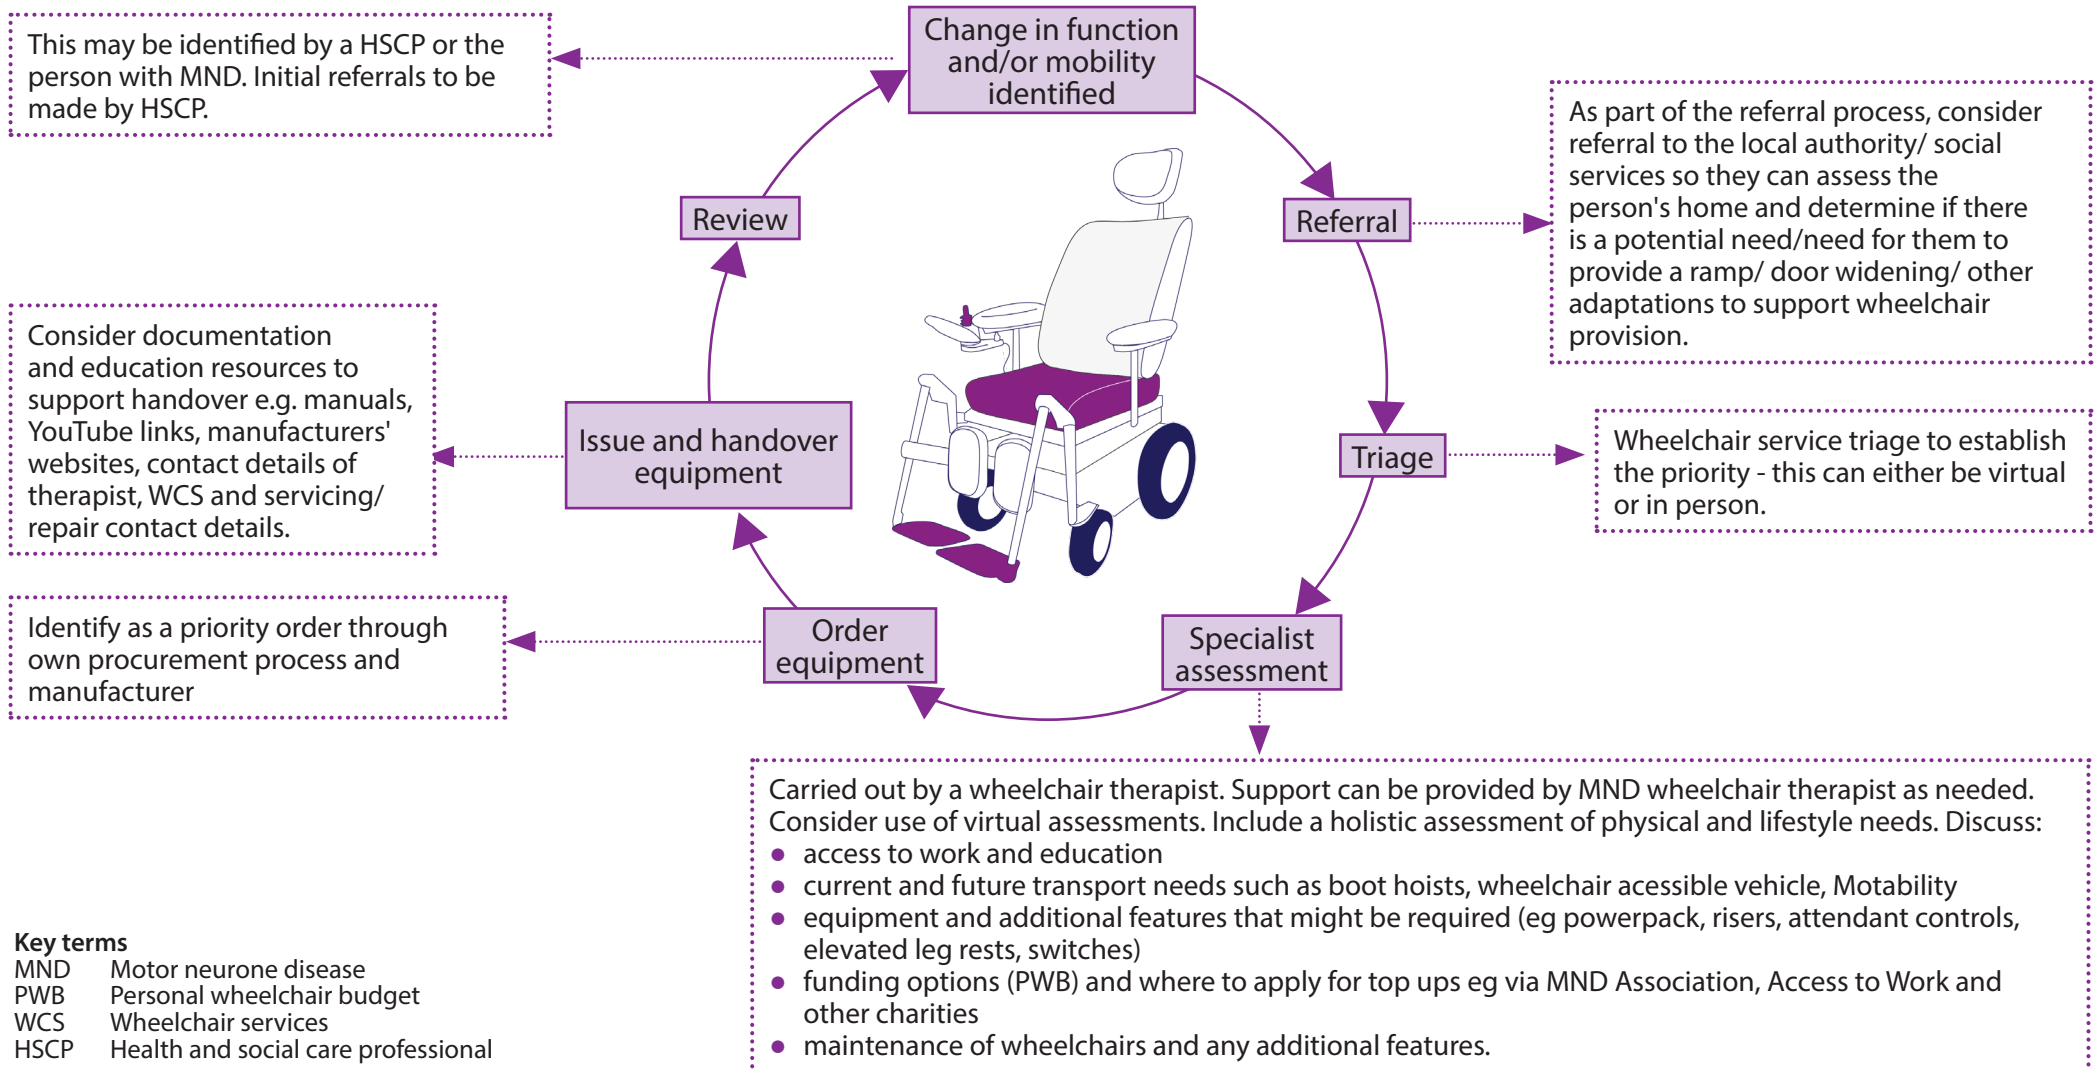 Change in function
and/or mobility
identified
This may be identified by a HSCP or the
person with MND. Initial referrals to be
made by HSCP.
Referral
As part of the referral process, consider
referral to the local authority/ social
services so they can assess the
person's home and determine if there
is a potential need/need for them to
provide a ramp/ door widening/ other
adaptations to support wheelchair
provision.
Triage
Wheelchair service triage to establish
the priority - this can either be virtual
or in person.
Specialist
assessment
Carried out by a wheelchair therapist. Support can be provided by MND wheelchair therapist as needed.
Consider use of virtual assessments. Include a holistic assessment of physical and lifestyle needs. Discuss:
● access to work and education
● current and future transport needs such as boot hoists, wheelchair acessible vehicle, Motability
● equipment and additional features that might be required (eg powerpack, risers, attendant controls,
elevated leg rests, switches)
● funding options (PWB) and where to apply for top ups eg via MND Association, Access to Work and
other charities
● maintenance of wheelchairs and any additional features.
Order
equipment
Identify as a priority order through
own procurement process and
manufacturer
Issue and handover
equipment
Consider documentation
and education resources to
support handover e.g. manuals,
YouTube links, manufacturers'
websites, contact details of
therapist, WCS and servicing/
repair contact details.
Review
Key terms
MND Motor neurone disease
PWB Personal wheelchair budget
WCS Wheelchair services
HSCP Health and social care professional